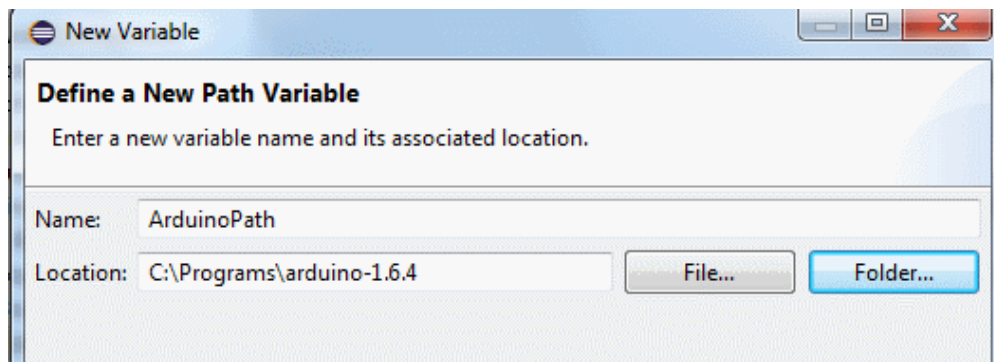 New Variable
Define a New Path Variable
Enter a new variable name and its associated location.
Name: ArduinoPath
Location: C:\Programs\arduino-1.6.4 File... Folder...